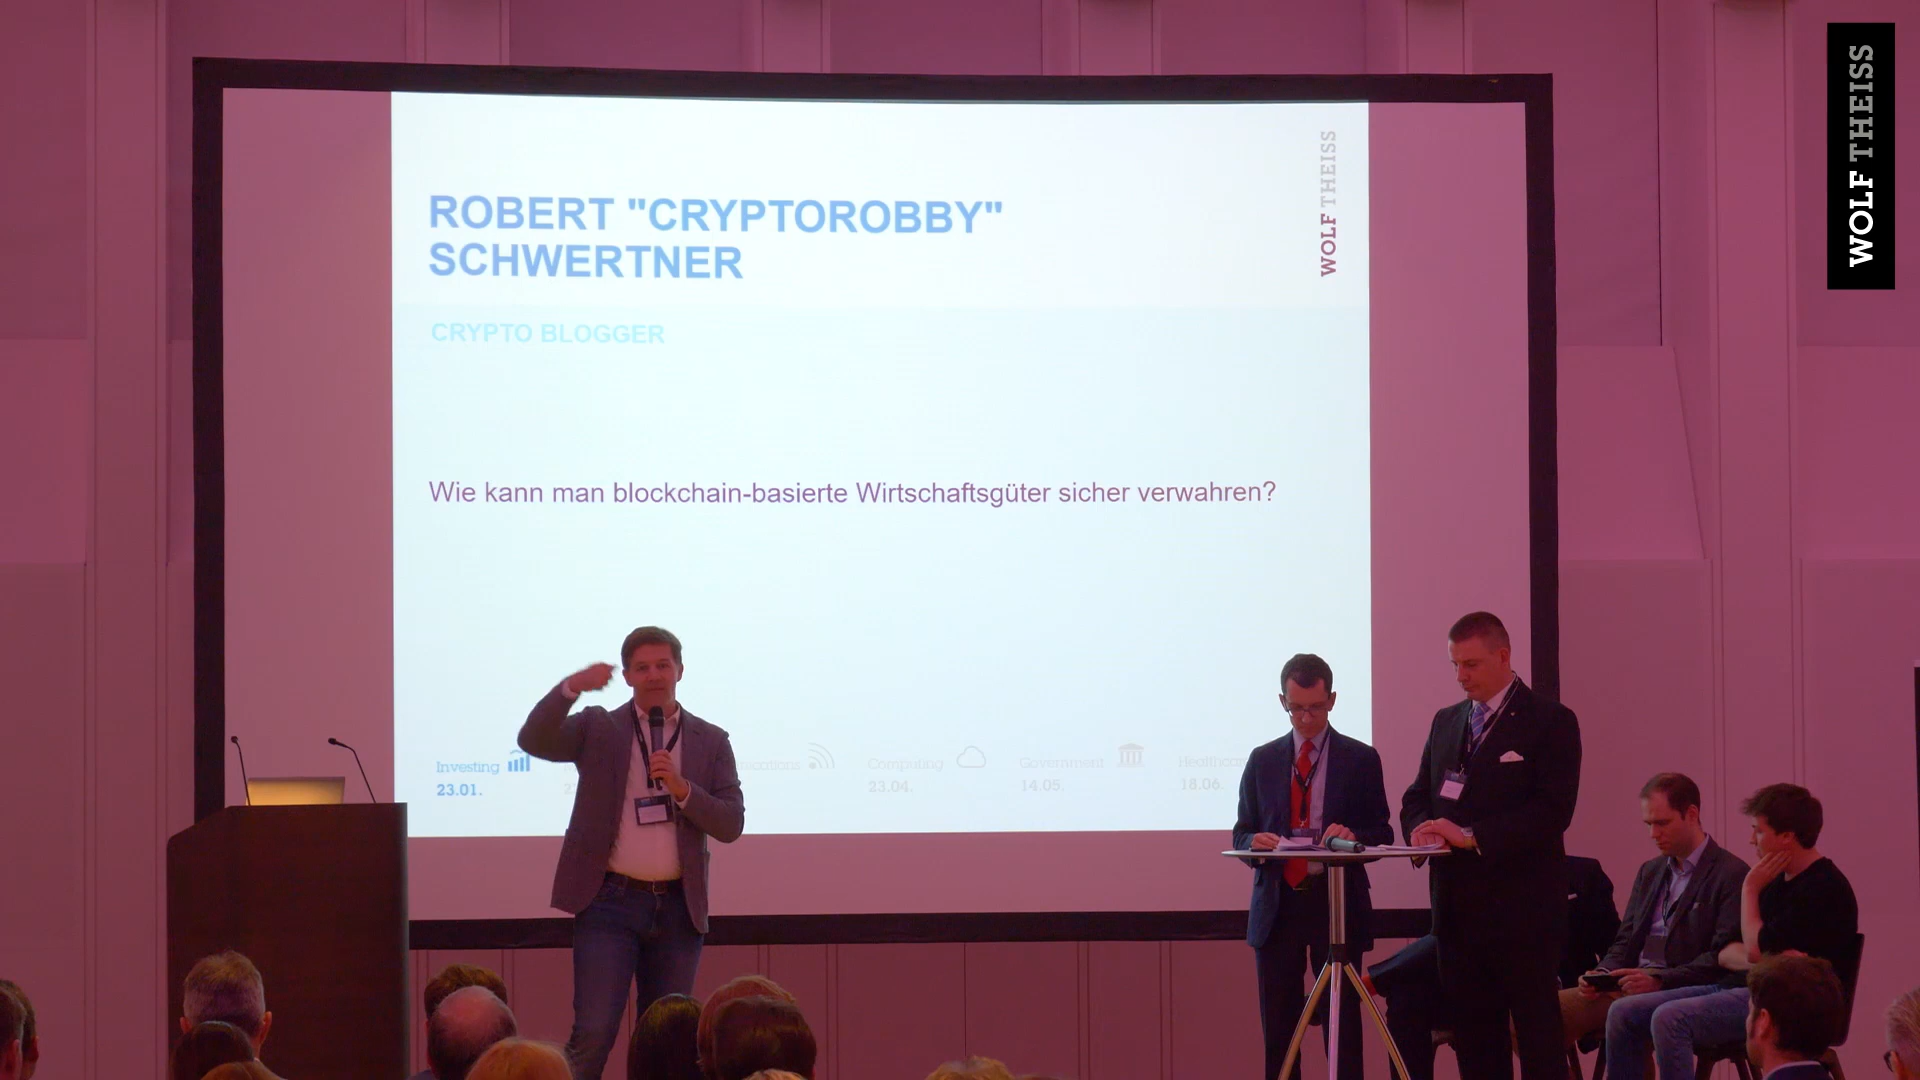 WOLF THEISS
WOLF THEISS
ROBERT "CRYPTOROBBY"
SCHWERTNER
CRYPTO BLOGGER
Wie kann man blockchain-basierte Wirtschaftsgüter sicher verwahren?
Investing
23.01.
Computing
23.04.
Government
14.05.
18.06.